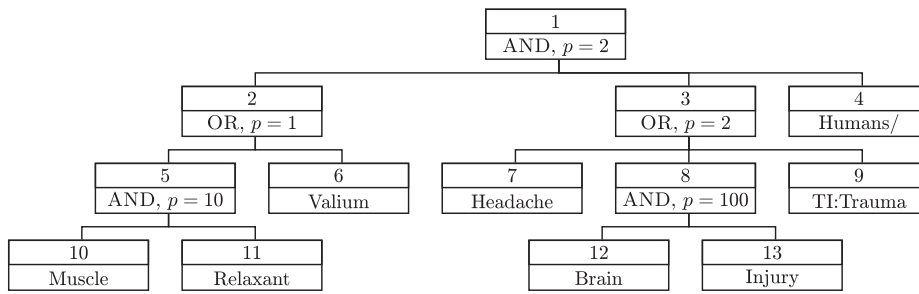 1
AND, p = 2
2
OR, p = 1
3
OR, p = 2
4
Humans/
5
AND, p = 10
6
Valium
7
Headache
8
AND, p = 100
9
TI:Trauma
10
Muscle
11
Relaxant
12
Brain
13
Injury